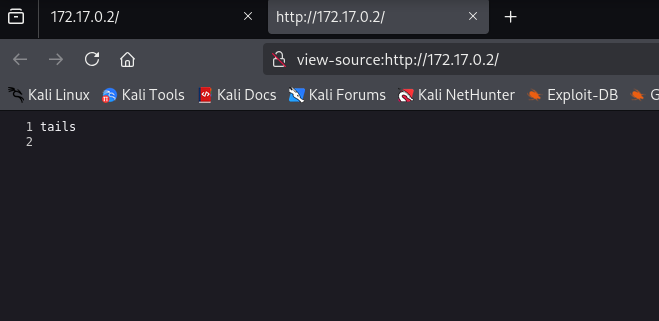 172.17.0.2/
http://172.17.0.2/
view-source:http://172.17.0.2/
Kali Linux Kali Tools Kali Docs Kali Forums Kali NetHunter Exploit-DB G
1 tails
2